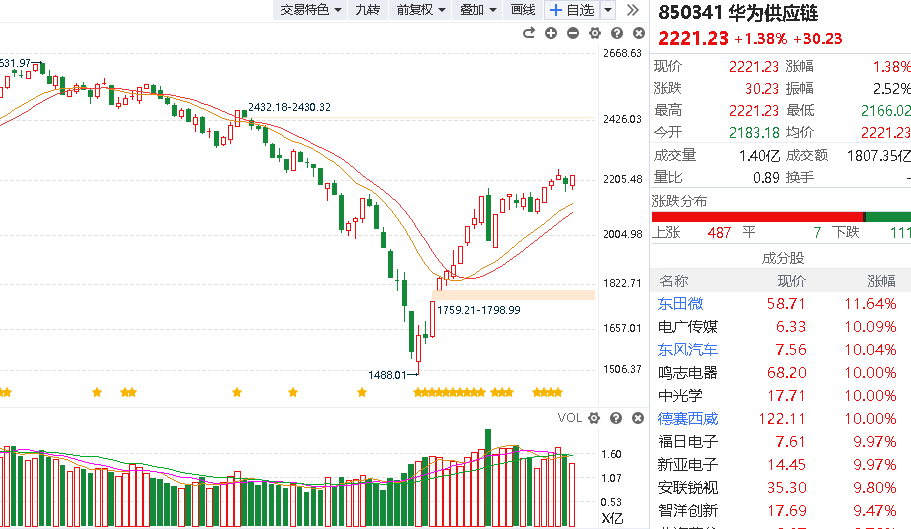 交易特色 九转 前复权 叠加 画线 自选
850341 华为供应链
2221.23 +1.38% +30.23
531.97
2653.63
2432.18-2430.32
2426.03
2205.48
2004.98
1822.71
1759.21-1798.99
1657.01
1488.01
1506.37
现价 2221.23 涨幅 1.38%
涨跌 30.23 振幅 2.52%
最高 2221.23 最低 2166.02
今开 2183.18 均价 2221.23
成交量 1.40亿 成交额 1807.35亿
量比 0.89 换手 -
涨跌分布
上涨 487 平 7 下跌 111
成分股
名称 现价 涨幅
东田微 58.71 11.64%
电广传媒 6.33 10.09%
东风汽车 7.56 10.04%
鸣志电器 68.20 10.00%
中光学 17.71 10.00%
德赛西威 122.11 10.00%
福日电子 7.61 9.97%
新亚电子 14.45 9.97%
安联锐视 35.30 9.80%
智洋创新 17.69 9.47%
VOL
1.60
1.07
0.53
X亿